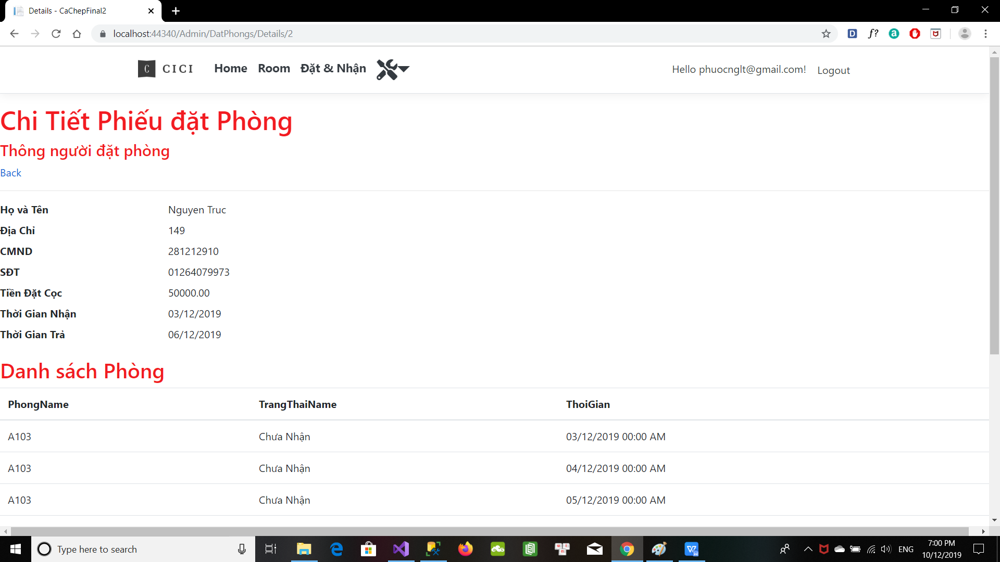 Details - CaChepFinal2
localhost:44340/Admin/DatPhongs/Details/2
C CICI Home Room Đặt & Nhận Hello phuocnglt@gmail.com! Logout
Chi Tiết Phiếu đặt Phòng
Thông người đặt phòng
Back
Họ và Tên Nguyen Truc
Địa Chỉ 149
CMND 281212910
SĐT 01264079973
Tiền Đặt Cọc 50000.00
Thời Gian Nhận 03/12/2019
Thời Gian Trả 06/12/2019
Danh sách Phòng
PhongName TrangThaiName ThoiGian
A103 Chưa Nhận 03/12/2019 00:00 AM
A103 Chưa Nhận 04/12/2019 00:00 AM
A103 Chưa Nhận 05/12/2019 00:00 AM
Type here to search ENG 7:00 PM
10/12/2019